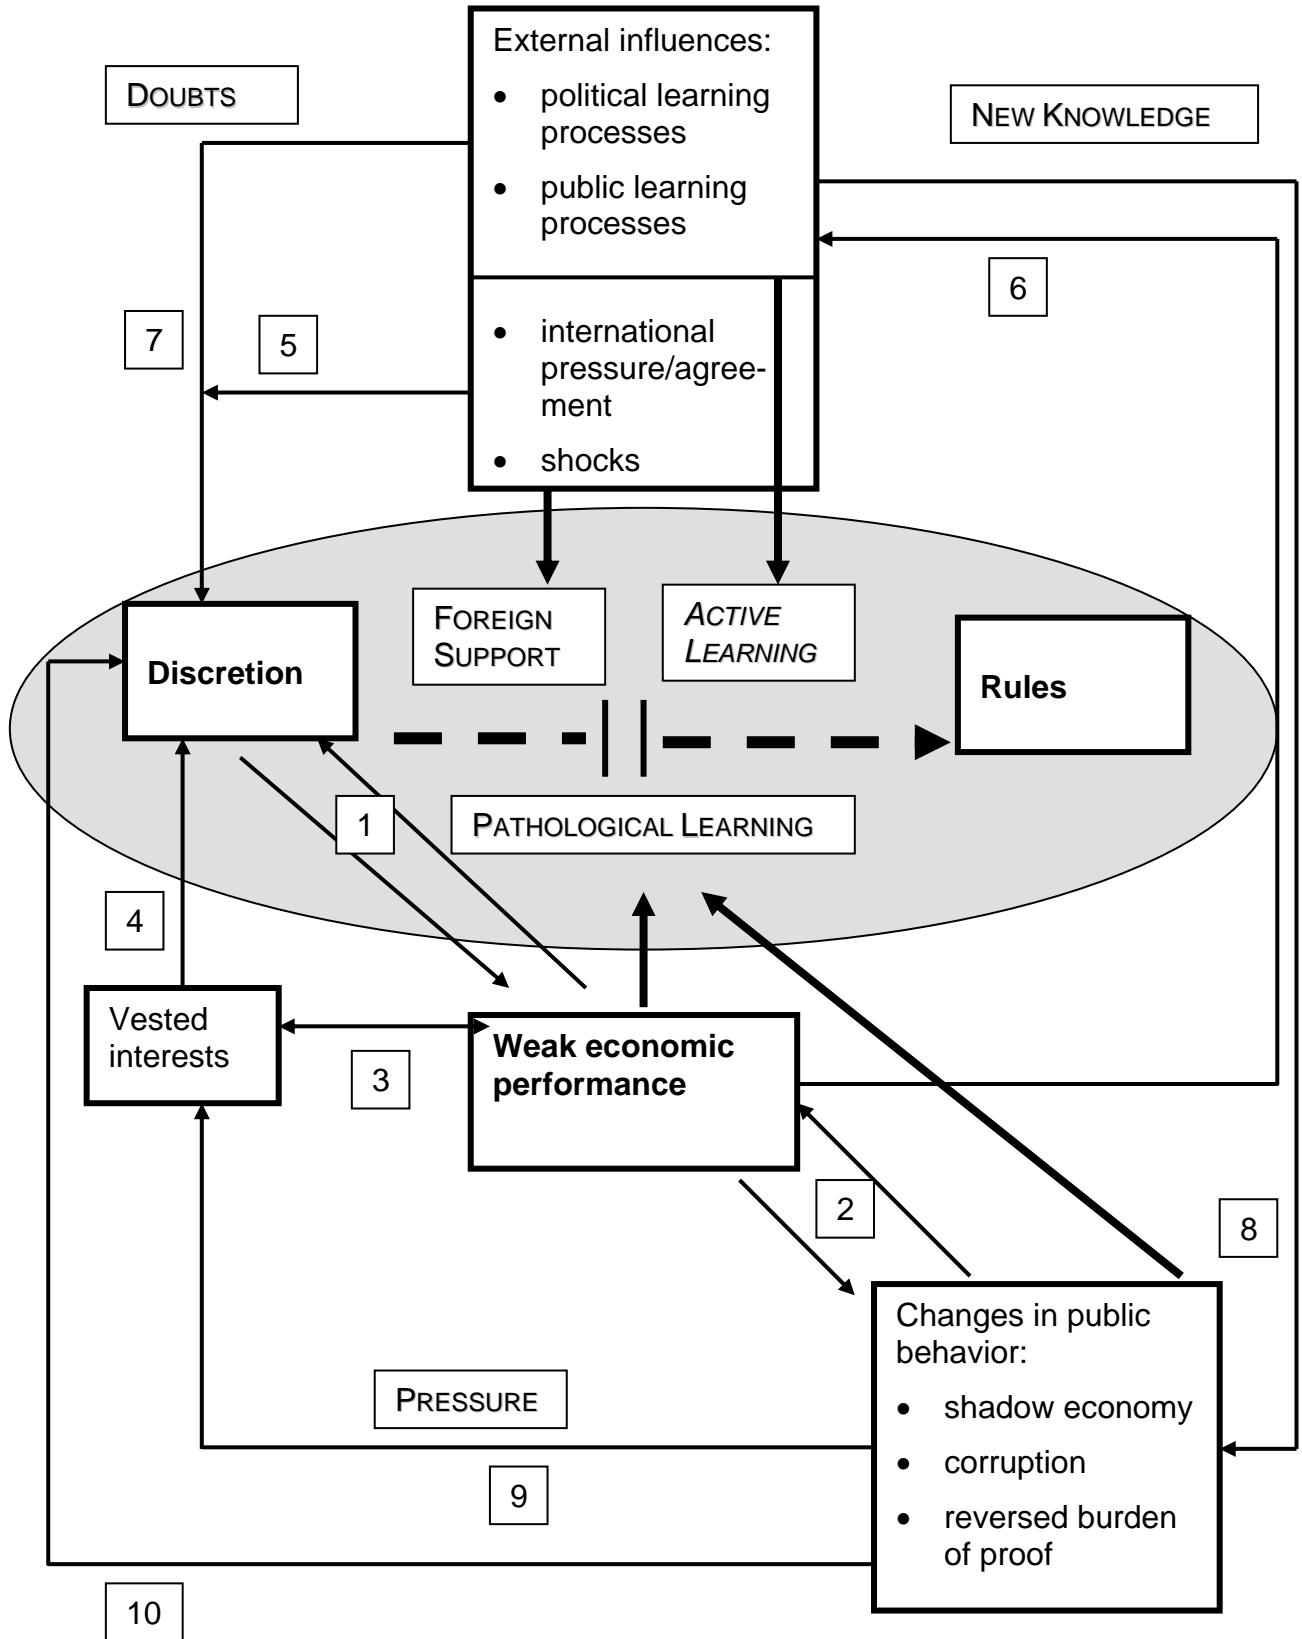 External influences:
• political learning
processes
• public learning
processes
DOUBTS
NEW KNOWLEDGE
6
7
5
• international
pressure/agree-
ment
• shocks
FOREIGN
SUPPORT
ACTIVE
LEARNING
Discretion
Rules
1
PATHOLOGICAL LEARNING
4
Vested
interests
3
Weak economic
performance
2
8
Changes in public
behavior:
• shadow economy
• corruption
• reversed burden
of proof
PRESSURE
9
10